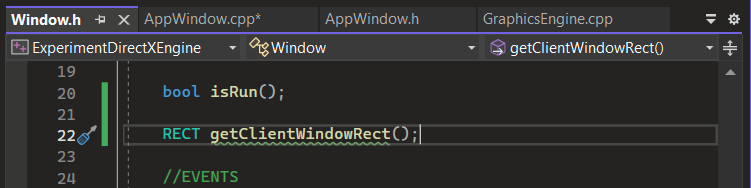 Window.h AppWindow.cpp* AppWindow.h GraphicsEngine.cpp
ExperimentDirectXEngine Window getClientWindowRect()
19
20 bool isRun();
21
22 RECT getClientWindowRect();
23
24 //EVENTS